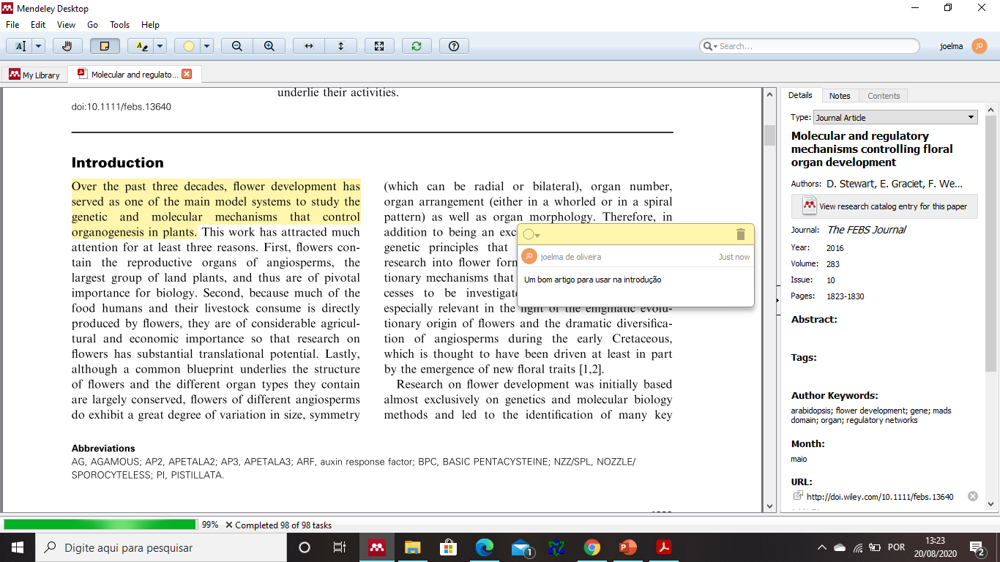 Mendeley Desktop
File Edit View Go Tools Help
Search...
joelma JD
My Library
Molecular and regulato...
underlie their activities.
doi:10.1111/febs.13640
Introduction
Over the past three decades, flower development has
served as one of the main model systems to study the
genetic and molecular mechanisms that control
organogenesis in plants. This work has attracted much
attention for at least three reasons. First, flowers con-
tain the reproductive organs of angiosperms, the
largest group of land plants, and thus are of pivotal
importance for biology. Second, because much of the
food humans and their livestock consume is directly
produced by flowers, they are of considerable agricul-
tural and economic importance so that research on
flowers has substantial translational potential. Lastly,
although a common blueprint underlies the structure
of flowers and the different organ types they contain
are largely conserved, flowers of different angiosperms
do exhibit a great degree of variation in size, symmetry
(which can be radial or bilateral), organ number,
organ arrangement (either in a whorled or in a spiral
pattern) as well as organ morphology. Therefore, in
addition to being an exc
genetic principles that
research into flower form
tionary mechanisms that
cesses to be investigate
especially relevant in the light of the enigmatic evolu-
tionary origin of flowers and the dramatic diversifica-
tion of angiosperms during the early Cretaceous,
which is thought to have been driven at least in part
by the emergence of new floral traits [1,2].
Research on flower development was initially based
almost exclusively on genetics and molecular biology
methods and led to the identification of many key
JD joelma de oliveira Just now
Um bom artigo para usar na introdução
Abbreviations
AG, AGAMOUS; AP2, APETALA2; AP3, APETALA3; ARF, auxin response factor; BPC, BASIC PENTACYSTEINE; NZZ/SPL, NOZZLE/
SPOROCYTELESS; PI, PISTILLATA.
Details Notes Contents
Type: Journal Article
Molecular and regulatory
mechanisms controlling floral
organ development
Authors: D. Stewart, E. Graciet, F. We...
View research catalog entry for this paper
Journal: The FEBS Journal
Year: 2016
Volume: 283
Issue: 10
Pages: 1823-1830
Abstract:
Tags:
Author Keywords:
arabidopsis; flower development; gene; mads
domain; organ; regulatory networks
Month:
maio
URL:
http://doi.wiley.com/10.1111/febs.13640
99% Completed 98 of 98 tasks
Digite aqui para pesquisar
1
POR
13:23
20/08/2020
2